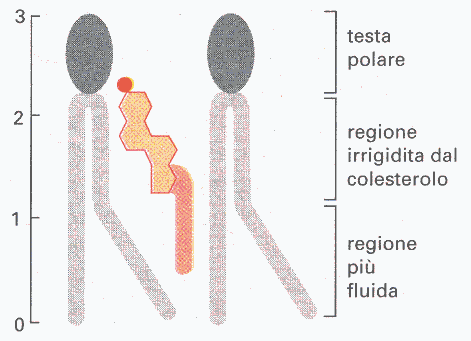 3
testa
polare
2
regione
irrigidita dal
colesterolo
1
regione
più
fluida
0